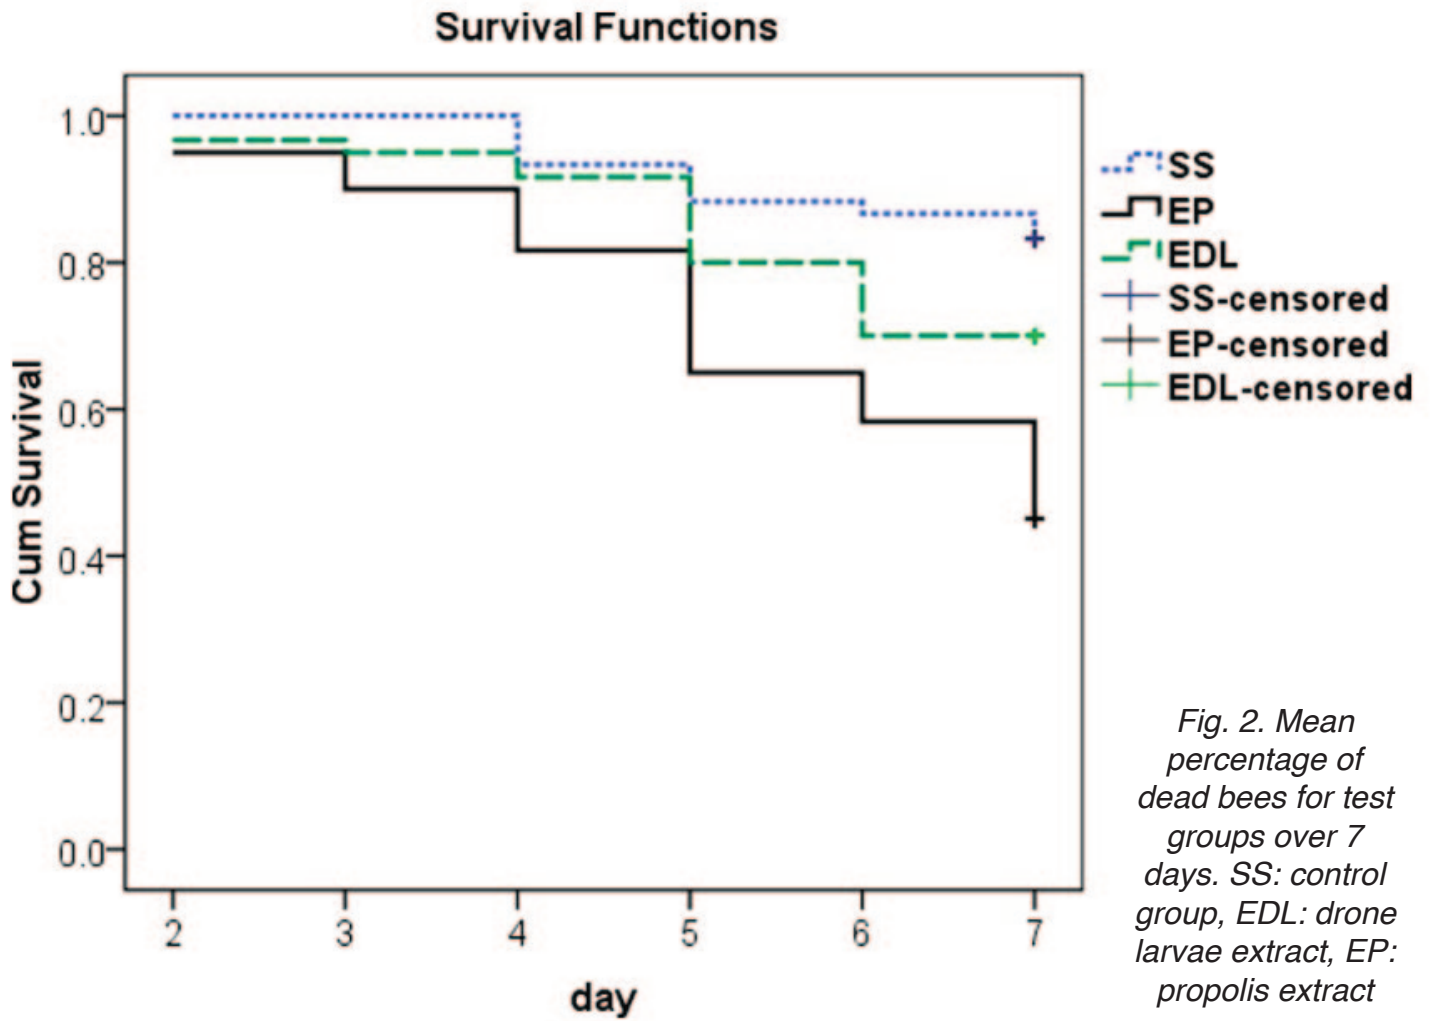 Survival Functions
1.0
0.8
0.6
0.4
0.2
0.0
Cum Survival
2 3 4 5 6 7
day
SS
EP
EDL
SS-censored
EP-censored
EDL-censored
Fig. 2. Mean
percentage of
dead bees for test
groups over 7
days. SS: control
group, EDL: drone
larvae extract, EP:
propolis extract